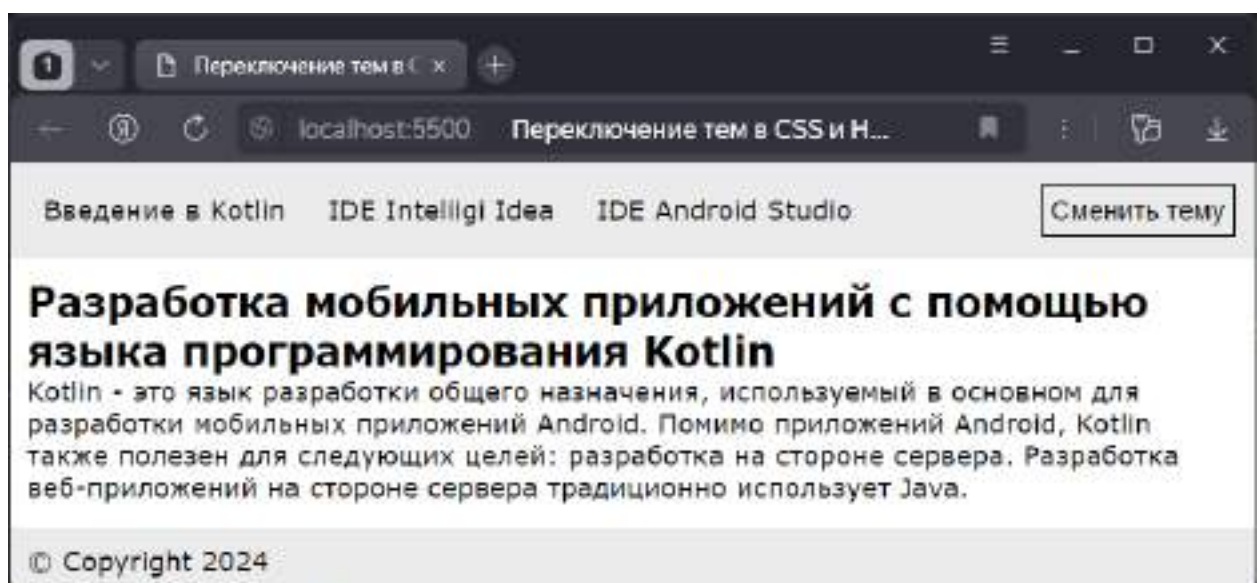 1
Переключение тем в C
localhost:5500 Переключение тем в CSS и H...
Введение в Kotlin IDE Intelligi Idea IDE Android Studio Сменить тему
Разработка мобильных приложений с помощью
языка программирования Kotlin
Kotlin - это язык разработки общего назначения, используемый в основном для
разработки мобильных приложений Android. Помимо приложений Android, Kotlin
также полезен для следующих целей: разработка на стороне сервера. Разработка
веб-приложений на стороне сервера традиционно использует Java.
© Copyright 2024